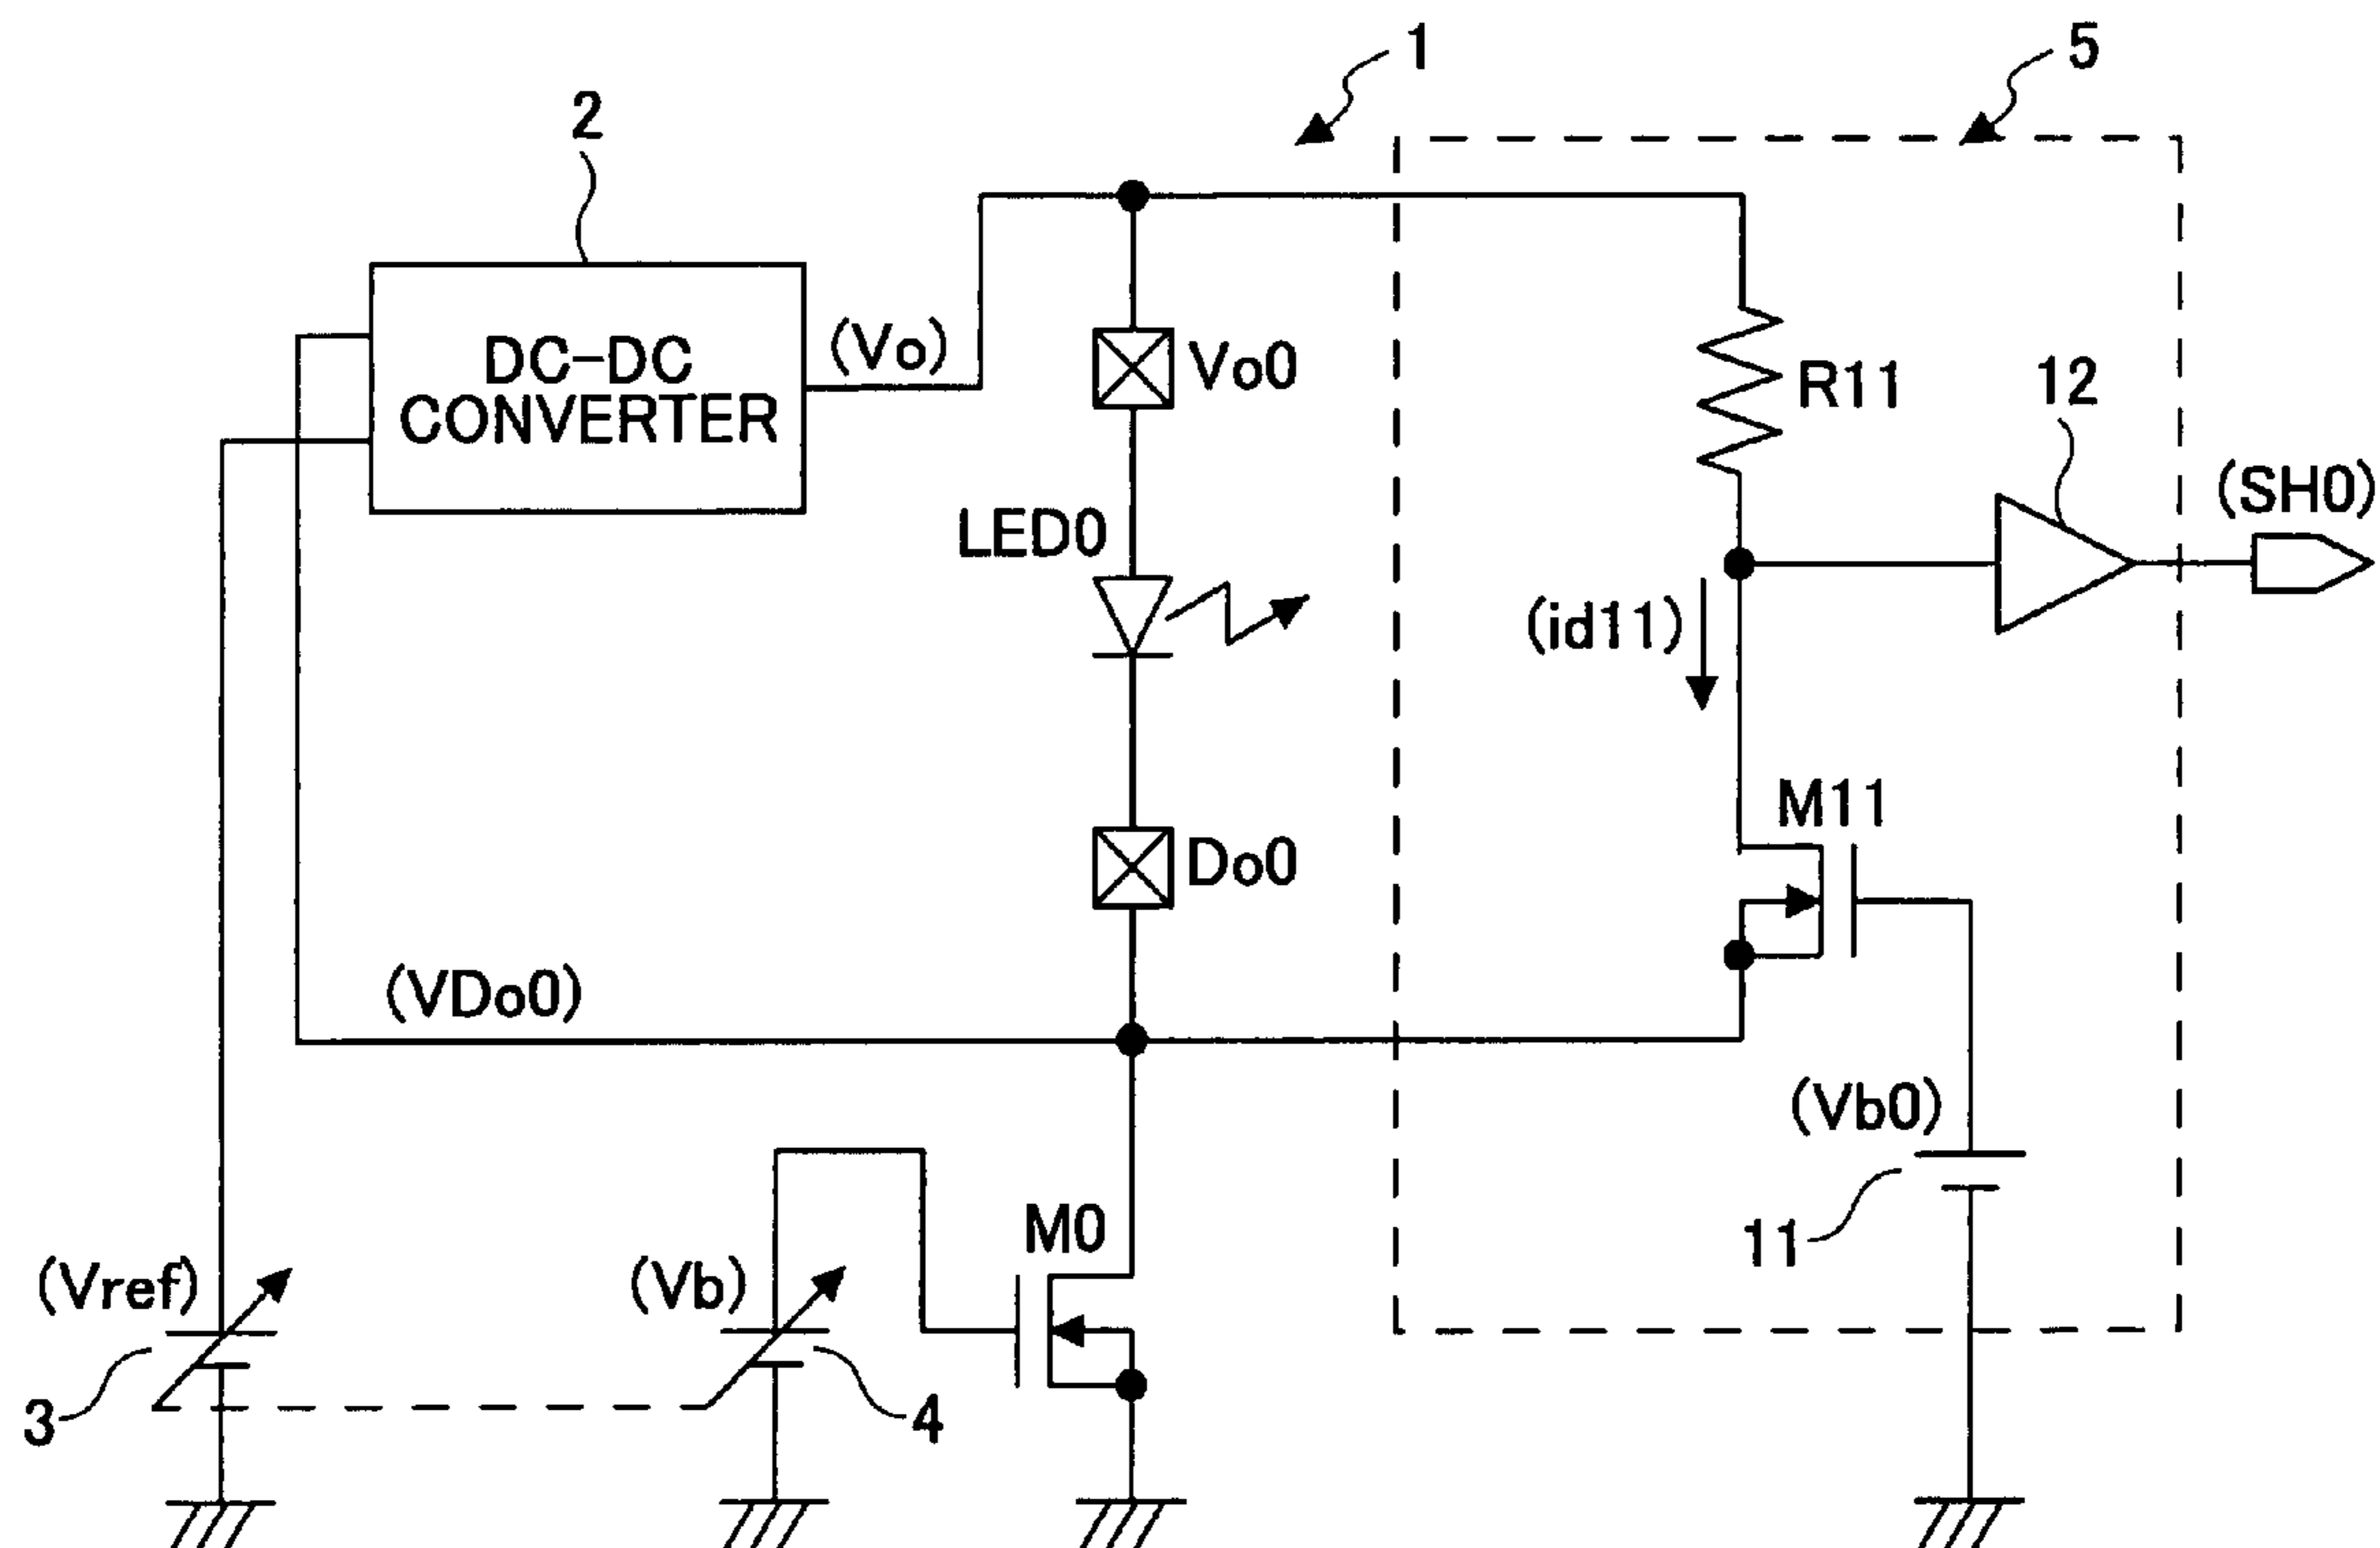 1
5
2
DC-DC
CONVERTER
(Vo)
Vo0
R11
12
(SH0)
LED0
(id11)
M11
Do0
(VDo0)
(Vb0)
11
M0
(Vref)
(Vb)
3
4